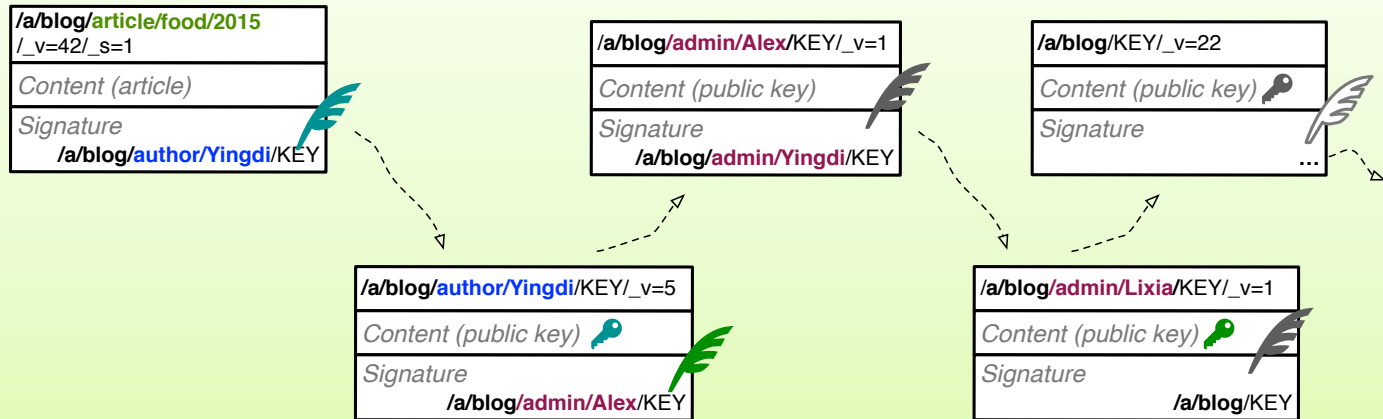 /a/blog/article/food/2015
/_v=42/_s=1
Content (article)
Signature
/a/blog/author/Yingdi/KEY
/a/blog/author/Yingdi/KEY/_v=5
Content (public key)
Signature
/a/blog/admin/Alex/KEY
/a/blog/admin/Alex/KEY/_v=1
Content (public key)
Signature
/a/blog/admin/Yingdi/KEY
/a/blog/admin/Lixia/KEY/_v=1
Content (public key)
Signature
/a/blog/KEY
/a/blog/KEY/_v=22
Content (public key)
Signature
...